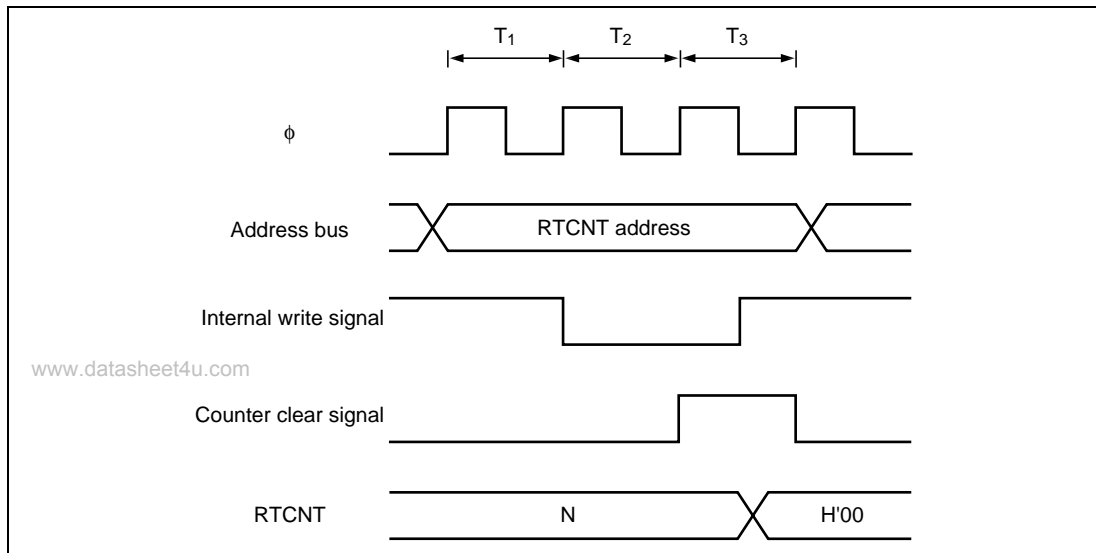 T1 T2 T3
φ
Address bus
RTCNT address
Internal write signal
www.datasheet4u.com
Counter clear signal
RTCNT
N
H'00